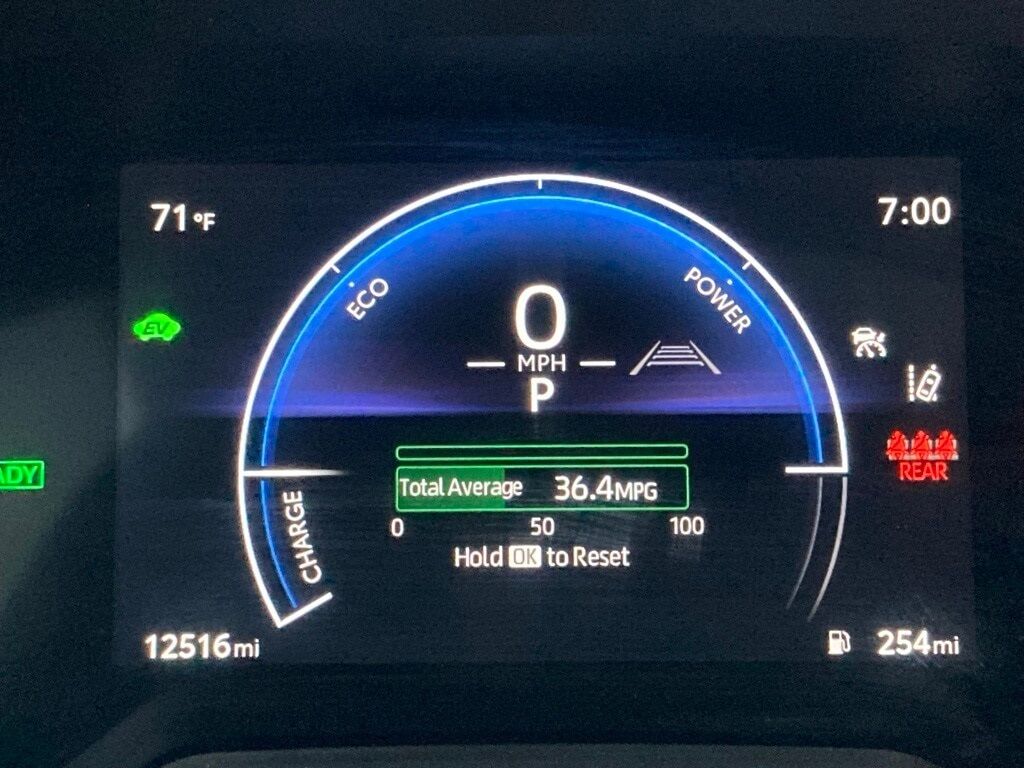 71°F
7:00
ECO
POWER
0
MPH
P
EV
ADY
REAR
Total Average 36.4MPG
0 50 100
CHARGE
Hold OK to Reset
12516mi
254mi